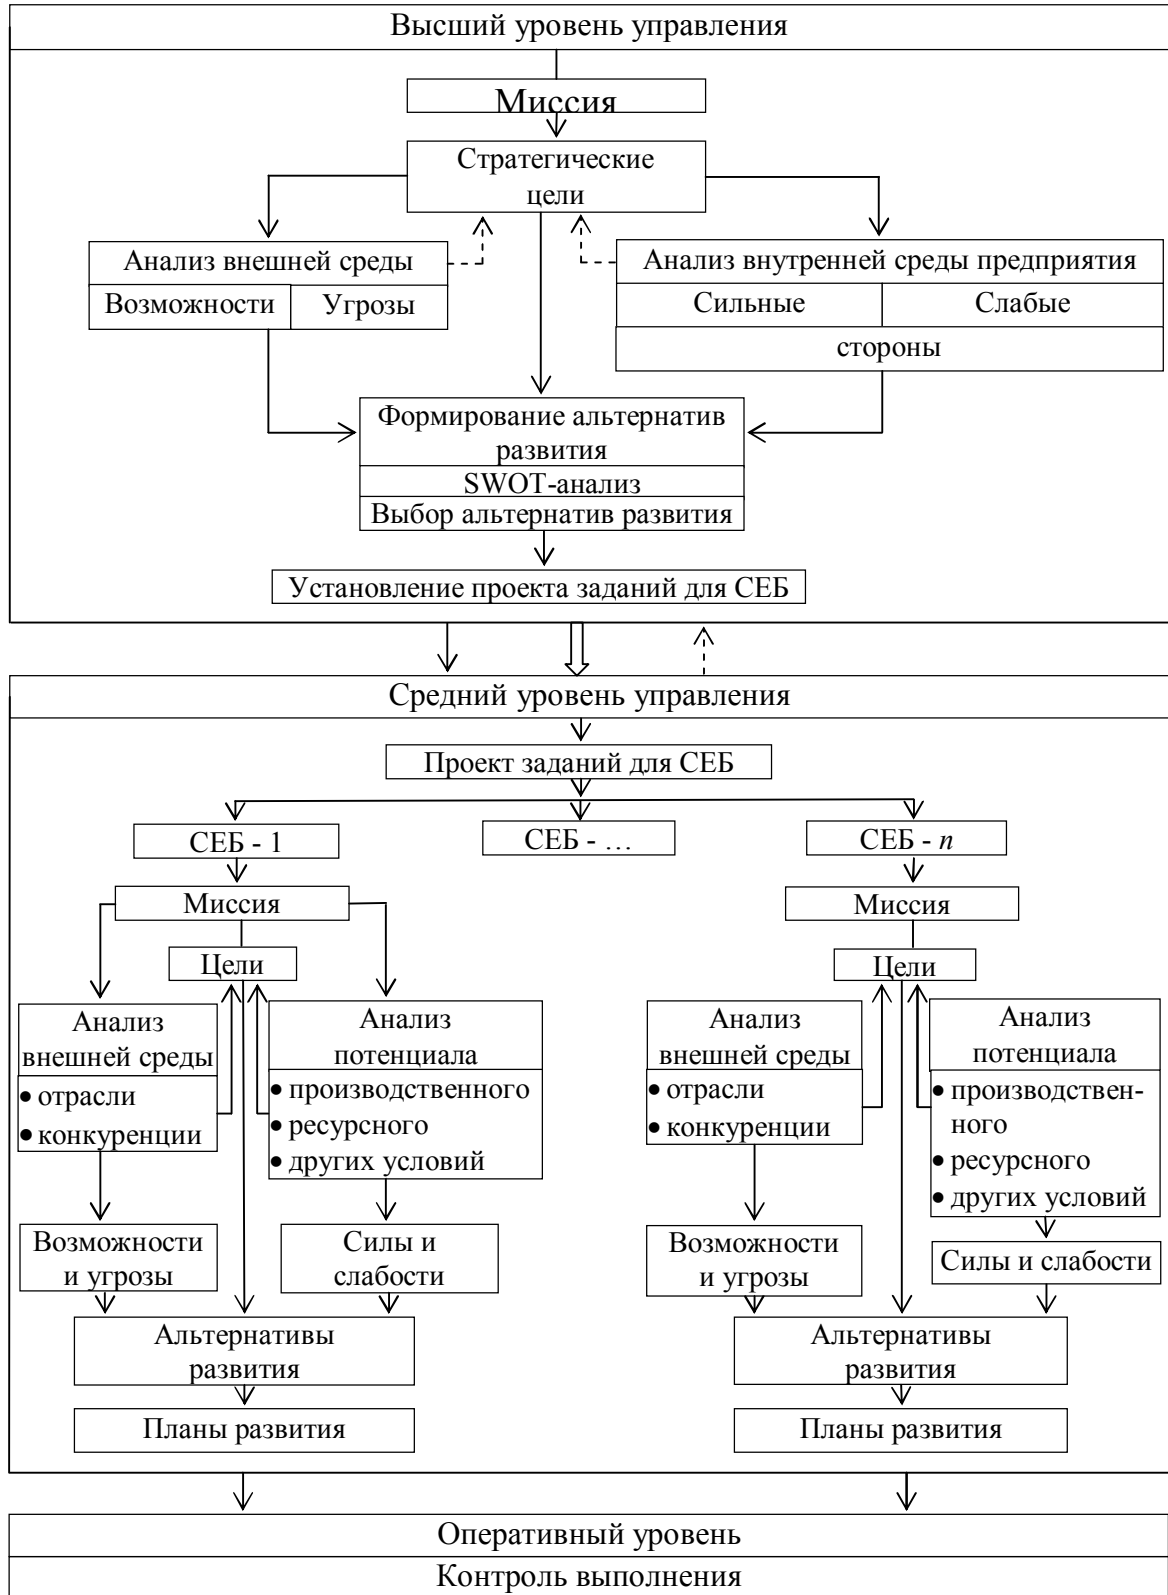 Высший уровень управления
Миссия
Стратегические
цели
Анализ внешней среды
Возможности
Угрозы
Анализ внутренней среды предприятия
Сильные
Слабые
стороны
Формирование альтернатив
развития
SWOT-анализ
Выбор альтернатив развития
Установление проекта заданий для СЕБ
Средний уровень управления
Проект заданий для СЕБ
СЕБ - 1
СЕБ - …
СЕБ - n
Миссия
Цели
Анализ
внешней среды
• отрасли
• конкуренции
Анализ
потенциала
• производственного
• ресурсного
• других условий
Возможности
и угрозы
Силы и
слабости
Альтернативы
развития
Планы развития
Миссия
Цели
Анализ
внешней среды
• отрасли
• конкуренции
Анализ
потенциала
• производствен-
ного
• ресурсного
• других условий
Возможности
и угрозы
Силы и слабости
Альтернативы
развития
Планы развития
Оперативный уровень
Контроль выполнения